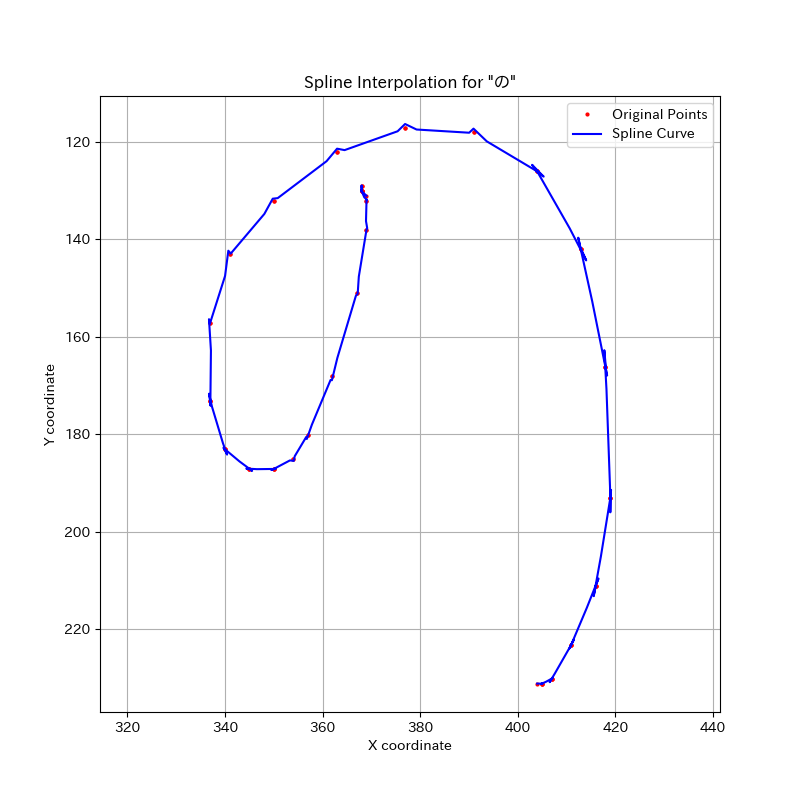 Spline Interpolation for "の"
Original Points
Spline Curve
120
140
160
180
200
220
Y coordinate
320 340 360 380 400 420 440
X coordinate